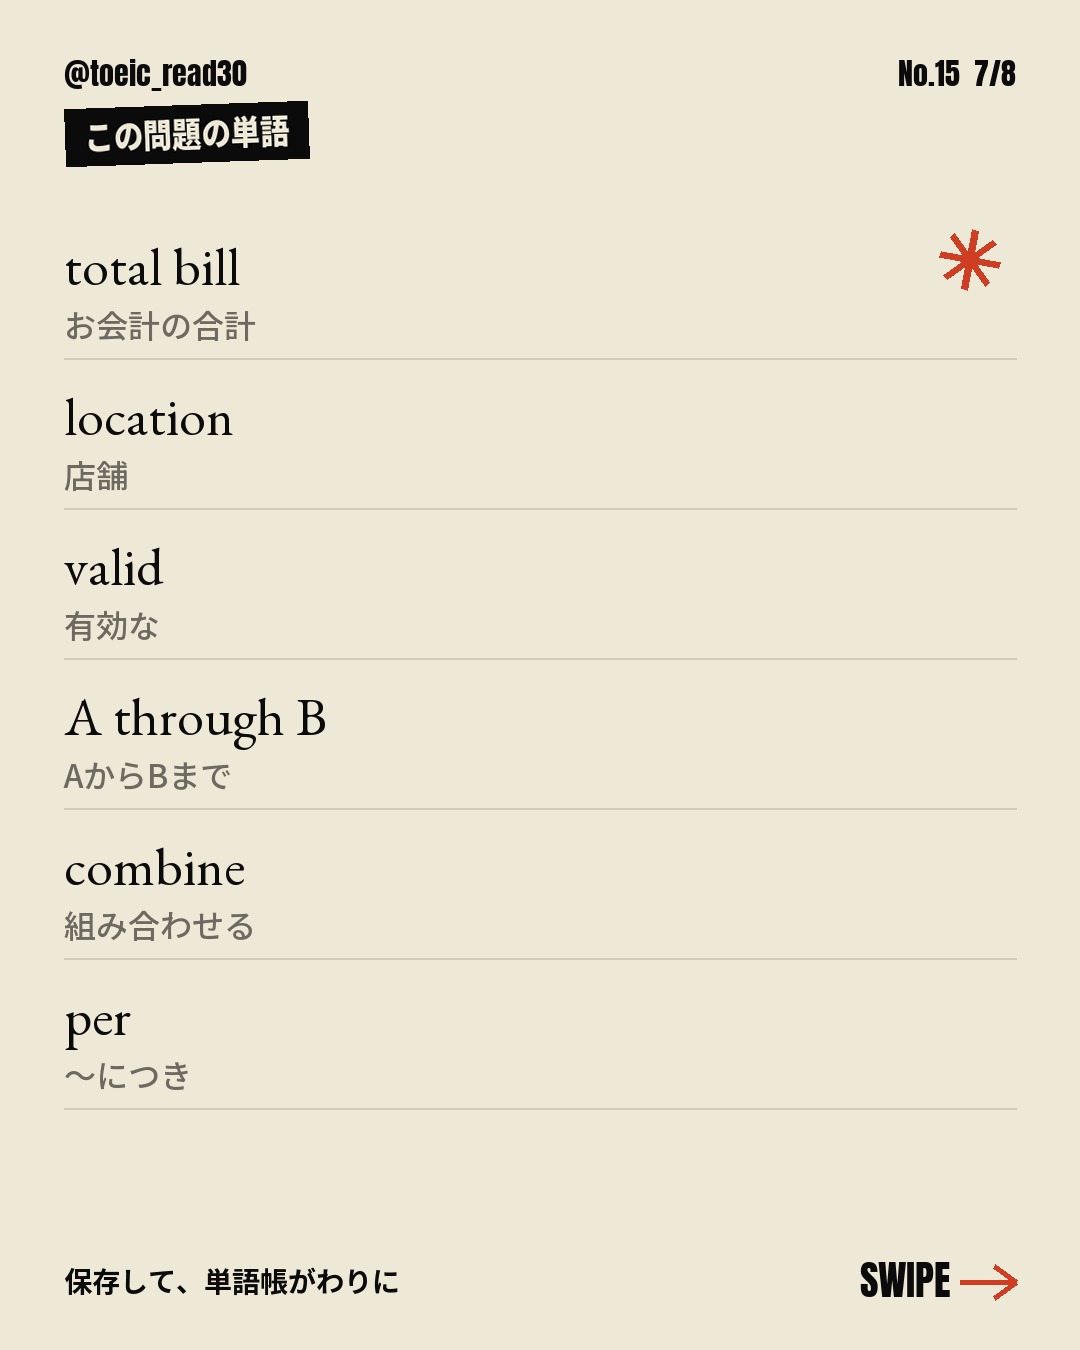 @toeic_read30
No.15 7/8
この問題の単語
total bill
お会計の合計
location
店舗
valid
有効な
A through B
AからBまで
combine
組み合わせる
per
〜につき
保存して、単語帳がわりに
SWIPE